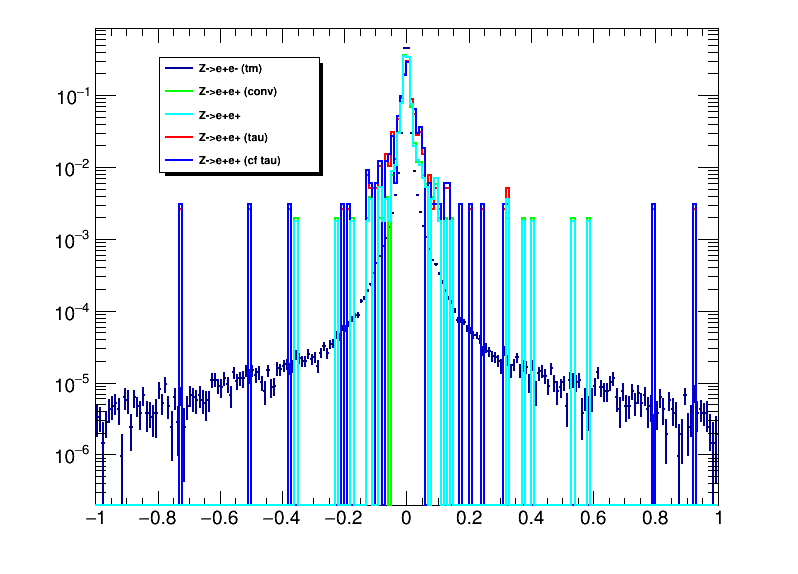 Z->e+e- (tm)
Z->e+e+ (conv)
Z->e+e+
Z->e+e+ (tau)
Z->e+e+ (cf tau)
10⁻¹
10⁻²
10⁻³
10⁻⁴
10⁻⁵
10⁻⁶
−1 −0.8 −0.6 −0.4 −0.2 0 0.2 0.4 0.6 0.8 1